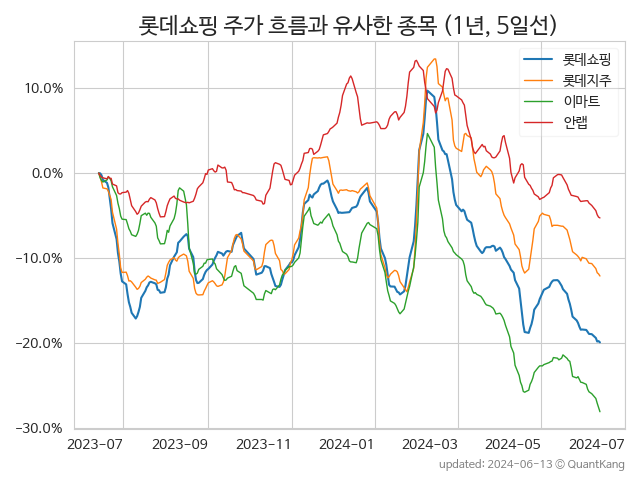 롯데쇼핑 주가 흐름과 유사한 종목 (1년, 5일선)
롯데쇼핑
롯데지주
이마트
안랩
10.0%
0.0%
−10.0%
−20.0%
−30.0%
2023-07 2023-09 2023-11 2024-01 2024-03 2024-05 2024-07
updated: 2024-06-13 © QuantKang